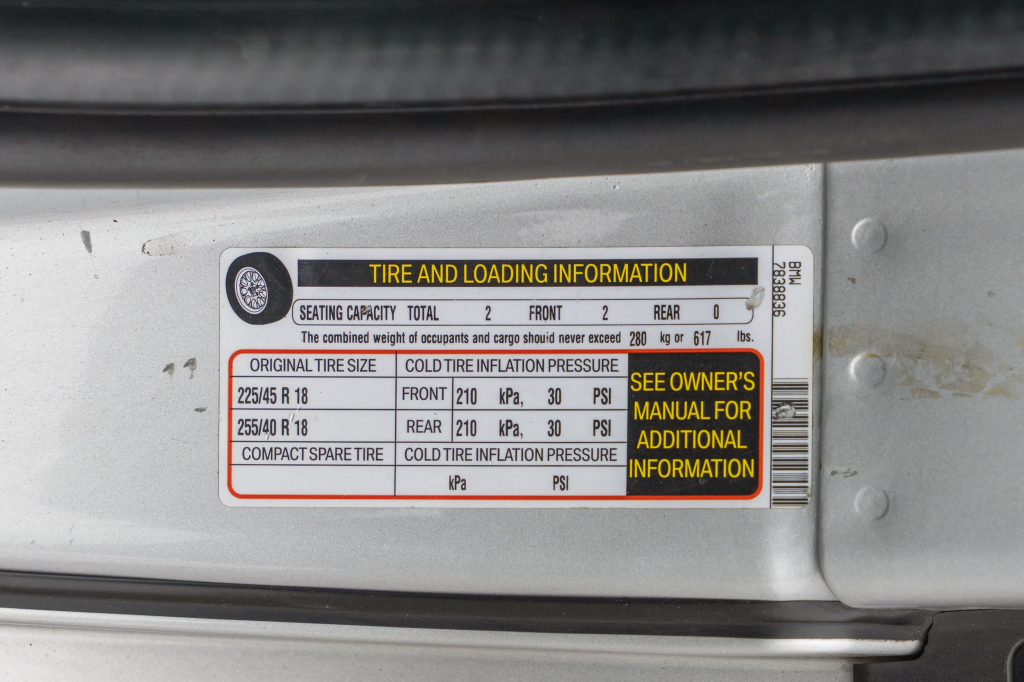 TIRE AND LOADING INFORMATION
SEATING CAPACITY TOTAL 2 FRONT 2 REAR 0
The combined weight of occupants and cargo should never exceed 280 kg or 617 lbs.
ORIGINAL TIRE SIZE COLD TIRE INFLATION PRESSURE
225/45 R 18 FRONT 210 kPa, 30 PSI
255/40 R 18 REAR 210 kPa, 30 PSI
COMPACT SPARE TIRE COLD TIRE INFLATION PRESSURE
kPa PSI
SEE OWNER'S
MANUAL FOR
ADDITIONAL
INFORMATION
BMW
7838836